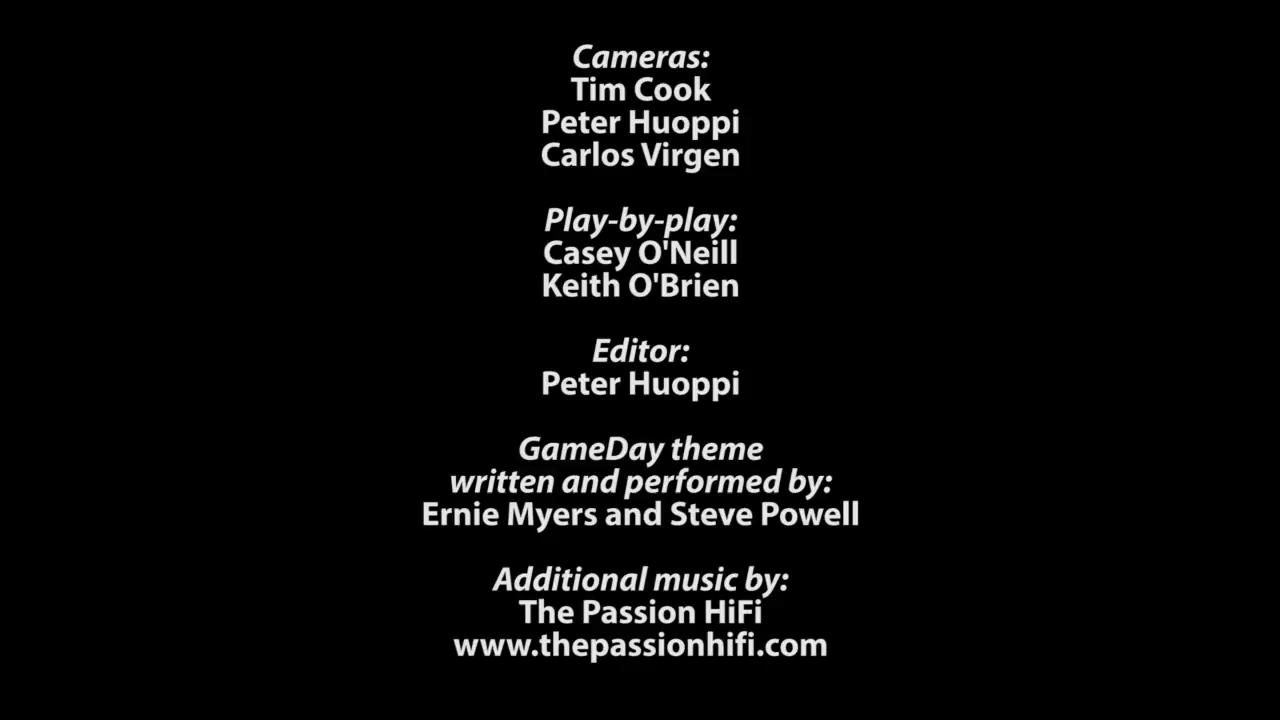 Cameras:
Tim Cook
Peter Huoppi
Carlos Virgen
Play-by-play:
Casey O'Neill
Keith O'Brien
Editor:
Peter Huoppi
GameDay theme
written and performed by:
Ernie Myers and Steve Powell
Additional music by:
The Passion HiFi
www.thepassionhifi.com